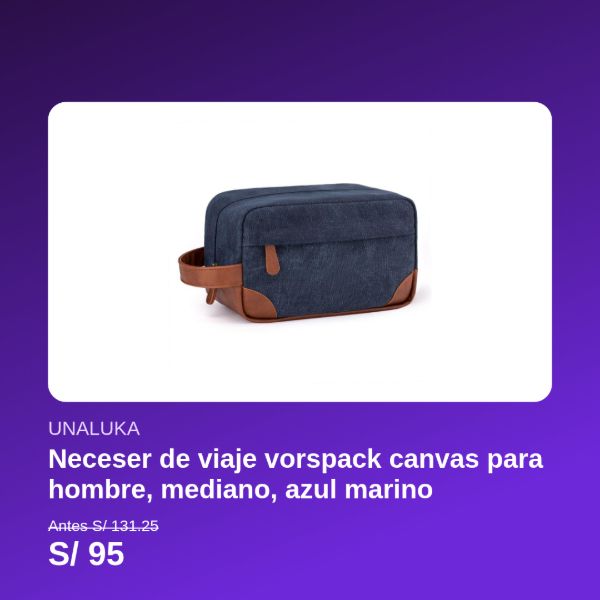 UNALUKA
Neceser de viaje vorspack canvas para
hombre, mediano, azul marino
Antes S/ 131.25
S/ 95